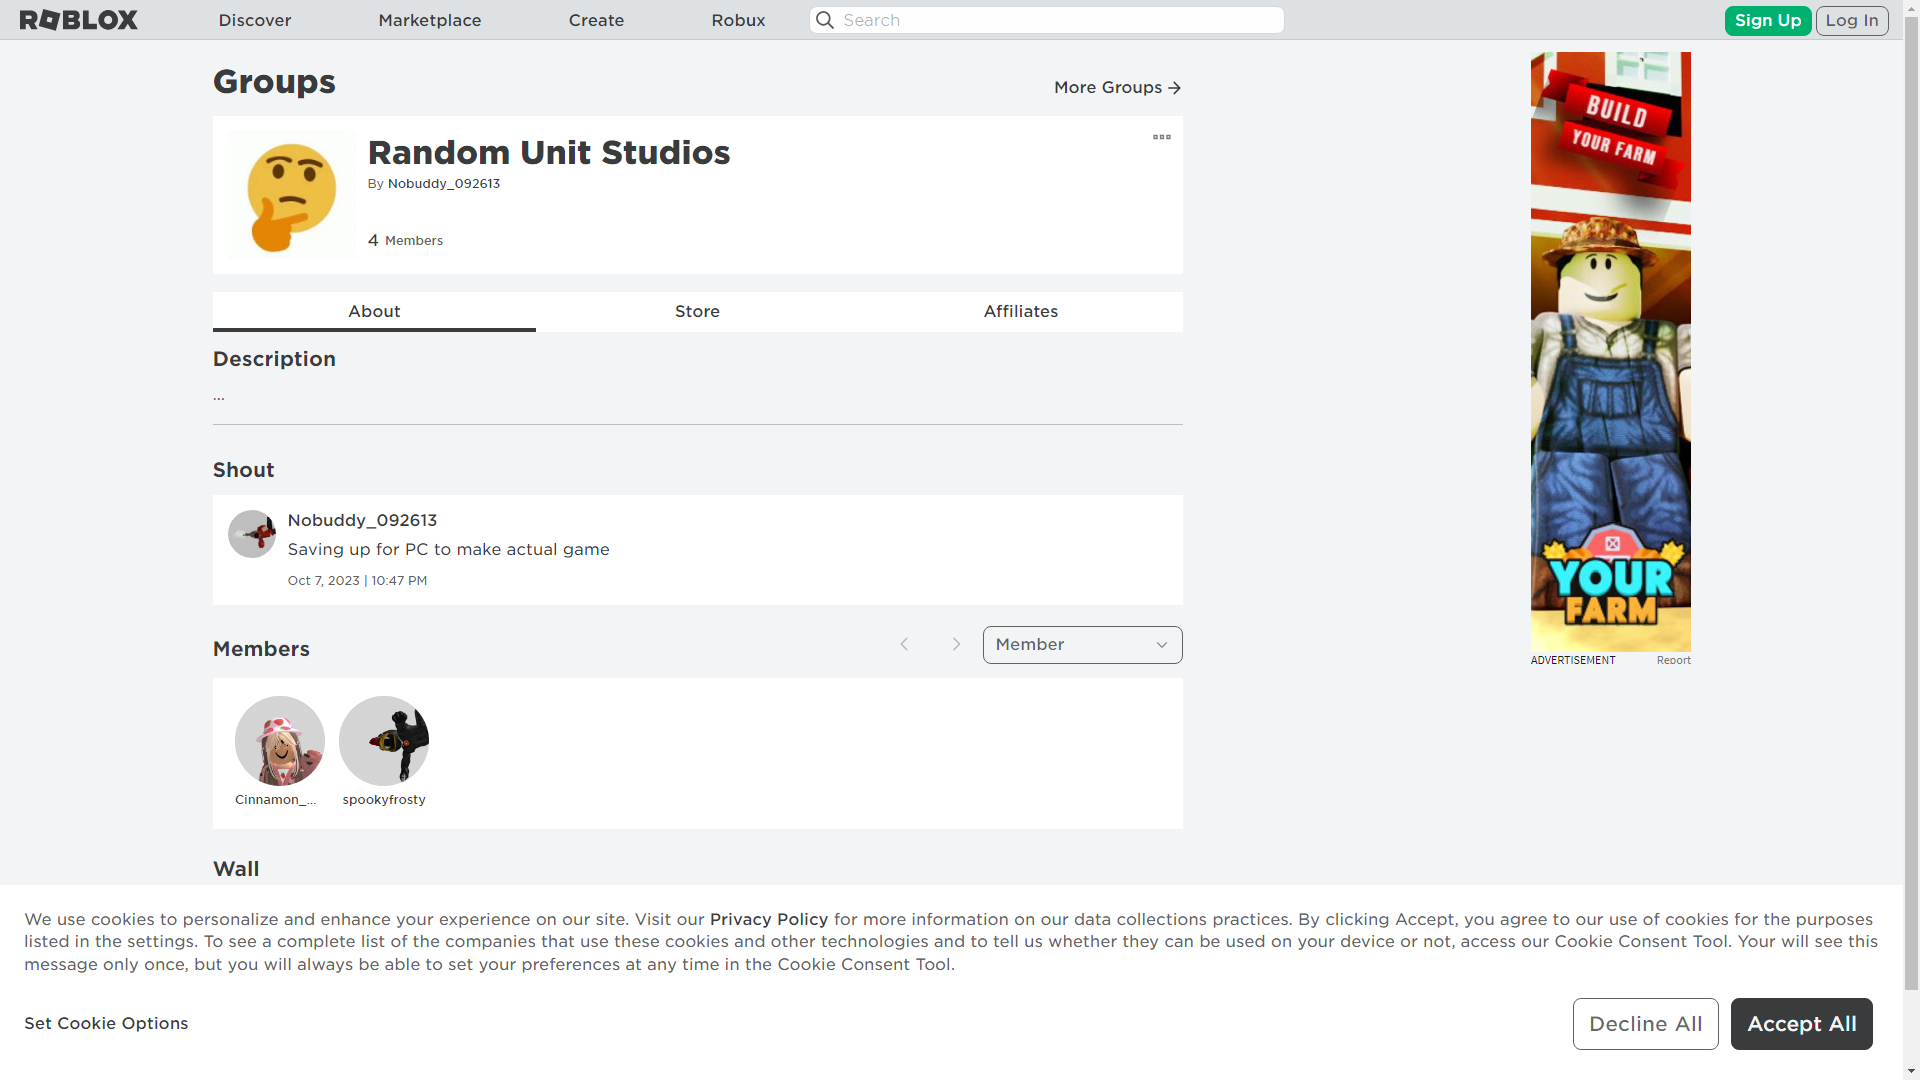 ROBLOX
Discover
Marketplace
Create
Robux
Search
Sign Up
Log In
Groups
More Groups
Random Unit Studios
By Nobuddy_092613
4 Members
About
Store
Affiliates
Description
...
Shout
Nobuddy_092613
Saving up for PC to make actual game
Oct 7, 2023 | 10:47 PM
Members
Member
Cinnamon_...
spookyfrosty
Wall
BUILD
YOUR FARM
YOUR
FARM
ADVERTISEMENT
Report
We use cookies to personalize and enhance your experience on our site. Visit our Privacy Policy for more information on our data collections practices. By clicking Accept, you agree to our use of cookies for the purposes
listed in the settings. To see a complete list of the companies that use these cookies and other technologies and to tell us whether they can be used on your device or not, access our Cookie Consent Tool. Your will see this
message only once, but you will always be able to set your preferences at any time in the Cookie Consent Tool.
Set Cookie Options
Decline All
Accept All